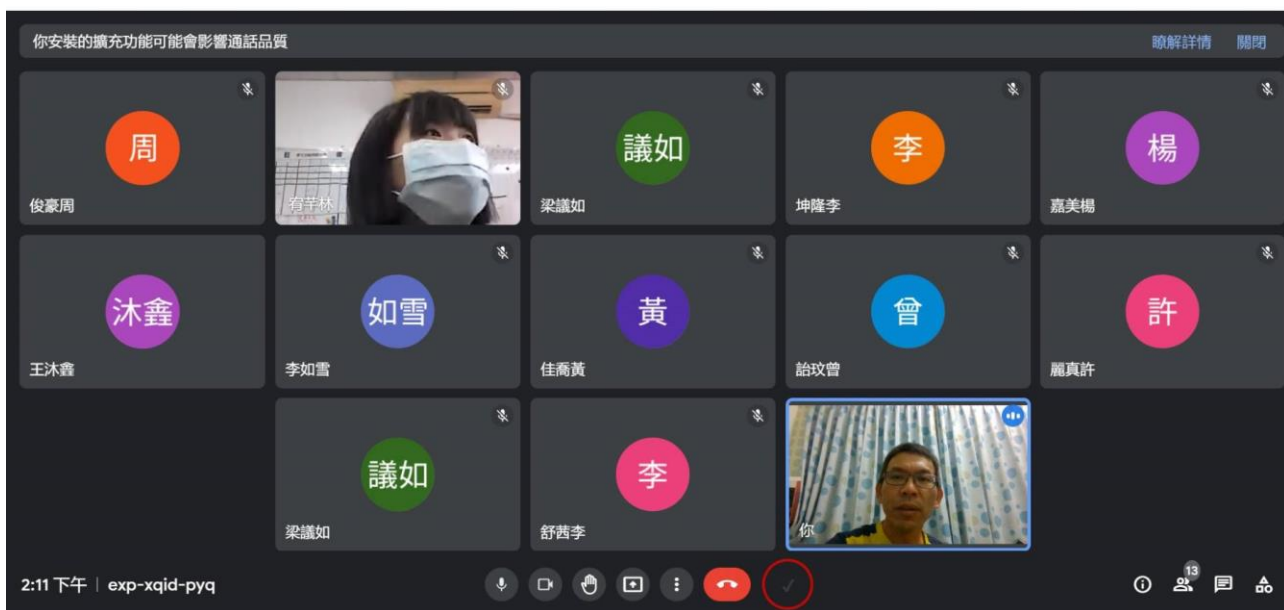 你安裝的擴充功能可能會影響通話品質 瞭解詳情 關閉
周
俊豪周
宥芊林
議如
梁議如
李
坤隆李
楊
嘉美楊
沐鑫
王沐鑫
如雪
李如雪
黃
佳喬黃
曾
詒玟曾
許
麗真許
議如
梁議如
李
舒茜李
你
2:11 下午 | exp-xqid-pyq
13